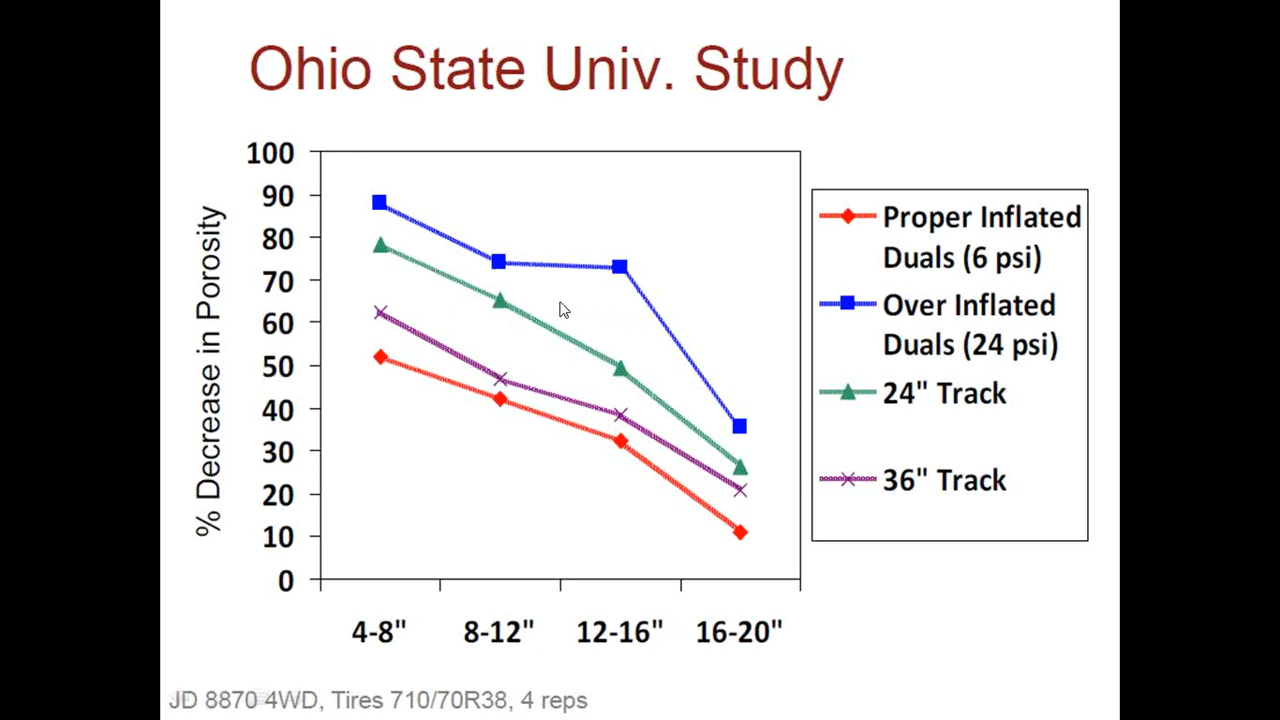 Ohio State Univ. Study
% Decrease in Porosity
100
90
80
70
60
50
40
30
20
10
0
4-8" 8-12" 12-16" 16-20"
Proper Inflated
Duals (6 psi)
Over Inflated
Duals (24 psi)
24" Track
36" Track
JD 8870 4WD, Tires 710/70R38, 4 reps